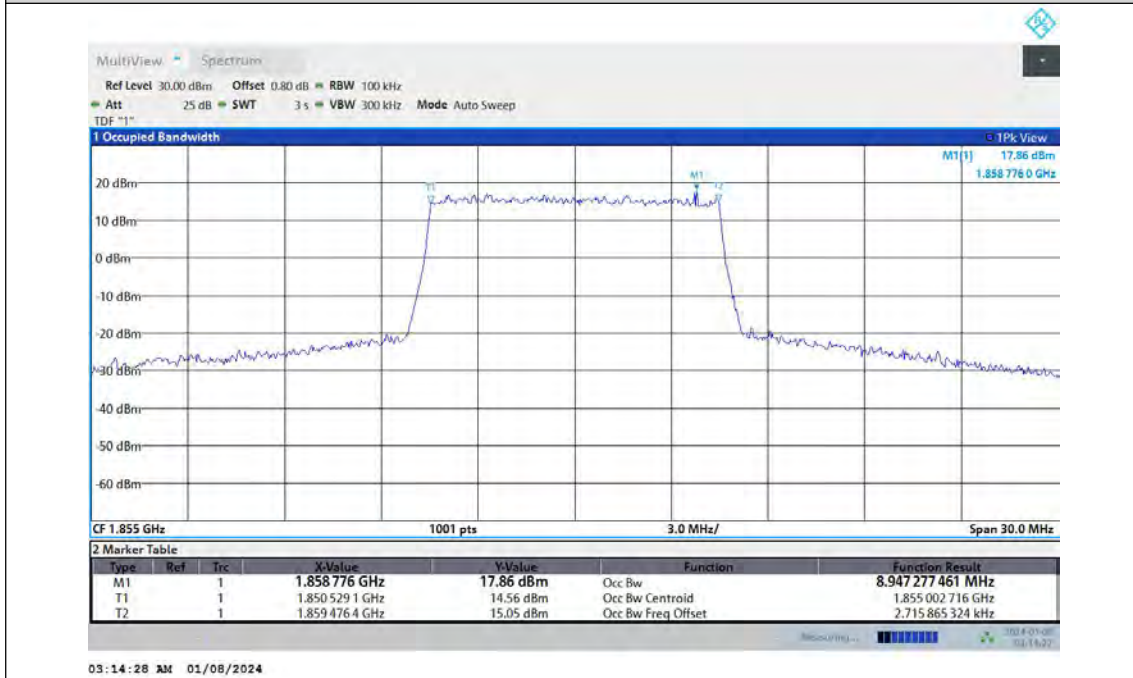 MultiView Spectrum
Ref Level 30.00 dBm Offset 0.80 dB RBW 100 kHz
Att 25 dB SWT 3 s VBW 300 kHz Mode Auto Sweep
TDF "1"
1 Occupied Bandwidth 1Pk View
M1[1] 17.86 dBm
1.858 776 0 GHz
M1
T1 T2
20 dBm
10 dBm
0 dBm
-10 dBm
-20 dBm
-30 dBm
-40 dBm
-50 dBm
-60 dBm
CF 1.855 GHz 1001 pts 3.0 MHz/ Span 30.0 MHz
2 Marker Table
Type Ref Trc X-Value Y-Value Function Function Result
M1 1 1.858 776 GHz 17.86 dBm Occ Bw 8.947 277 461 MHz
T1 1 1.850 529 1 GHz 14.56 dBm Occ Bw Centroid 1.855 002 716 GHz
T2 1 1.859 476 4 GHz 15.05 dBm Occ Bw Freq Offset 2.715 865 324 kHz
Measuring...
03:14:28 AM 01/08/2024